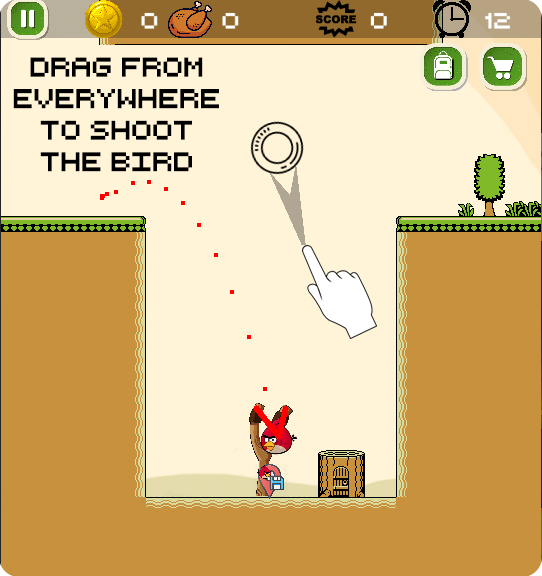 0 0 SCORE 0 12
DRAG FROM
EVERYWHERE
TO SHOOT
THE BIRD